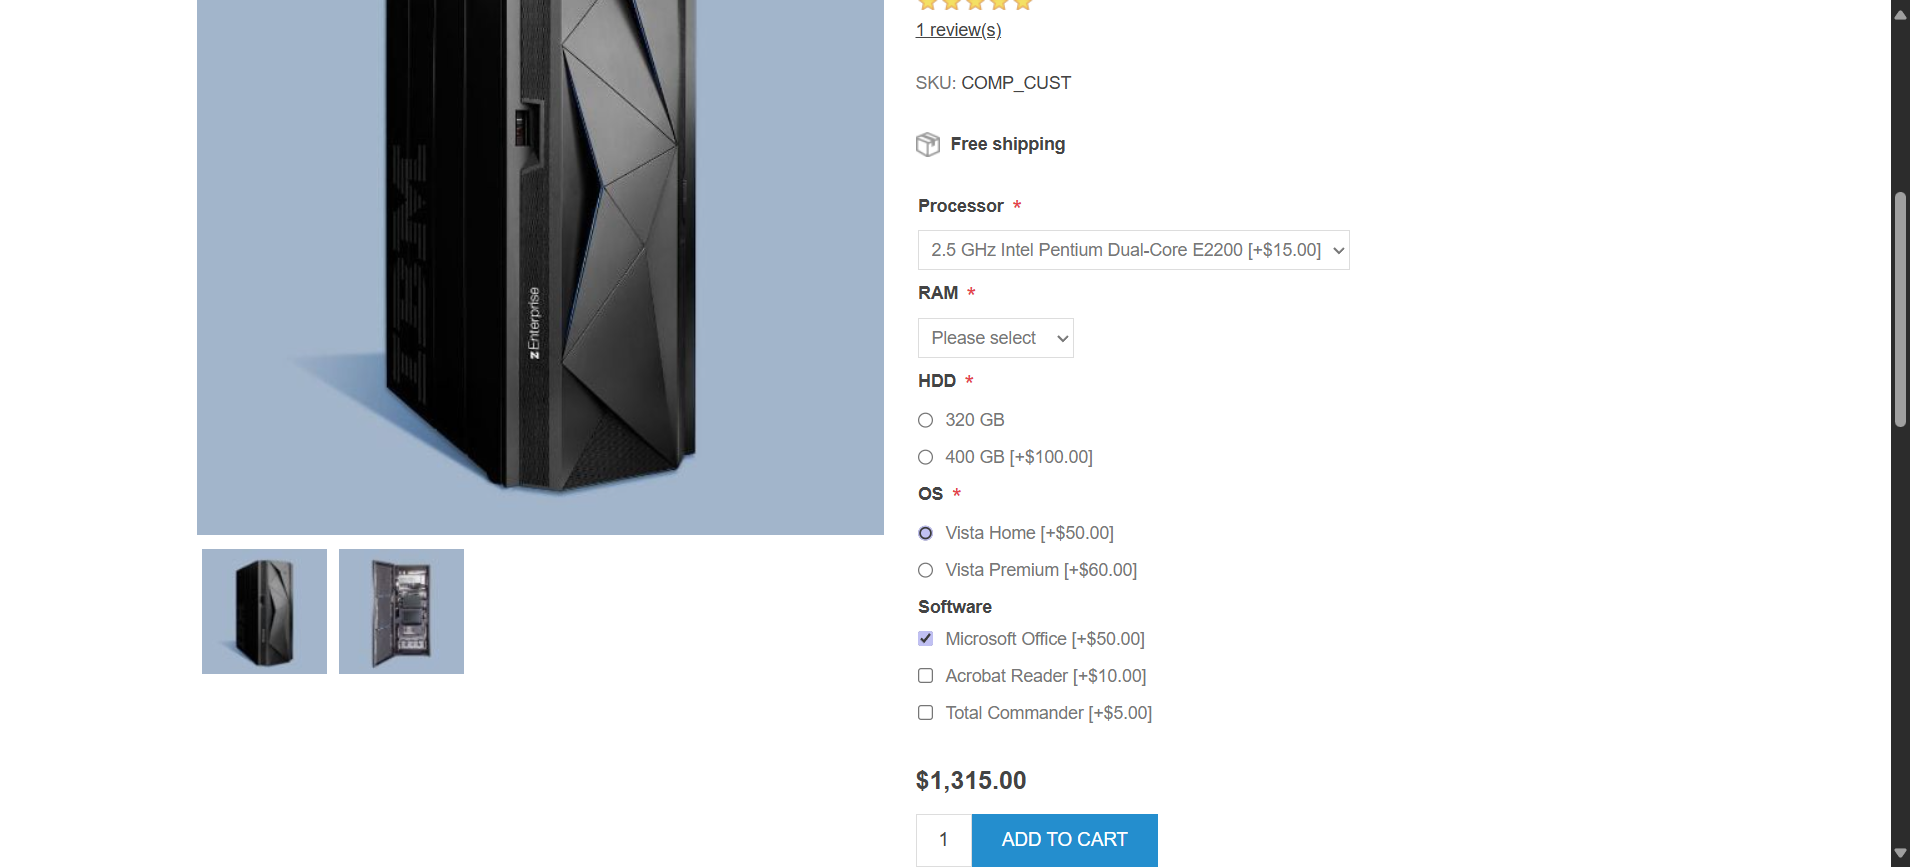 1 review(s)
SKU: COMP_CUST
Free shipping
Processor *
2.5 GHz Intel Pentium Dual-Core E2200 [+$15.00]
RAM *
Please select
HDD *
320 GB
400 GB [+$100.00]
OS *
Vista Home [+$50.00]
Vista Premium [+$60.00]
Software
Microsoft Office [+$50.00]
Acrobat Reader [+$10.00]
Total Commander [+$5.00]
$1,315.00
1 ADD TO CART
IBM
zEnterprise